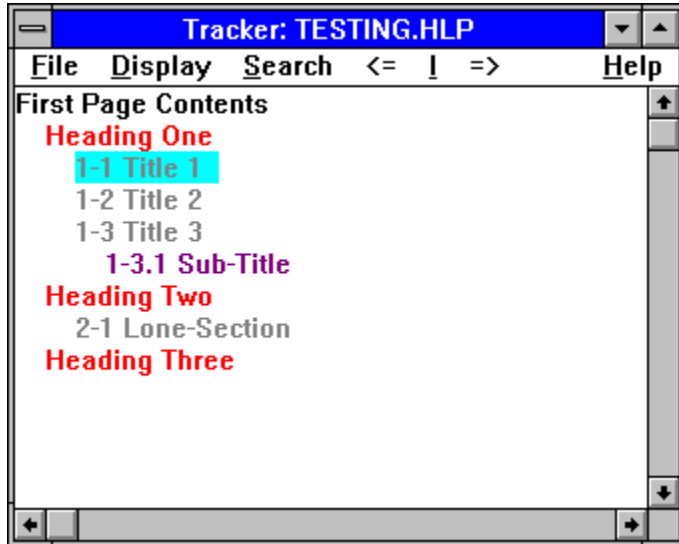 Tracker: TESTING.HLP
File Display Search <= I => Help
First Page Contents
Heading One
1-1 Title 1
1-2 Title 2
1-3 Title 3
1-3.1 Sub-Title
Heading Two
2-1 Lone-Section
Heading Three